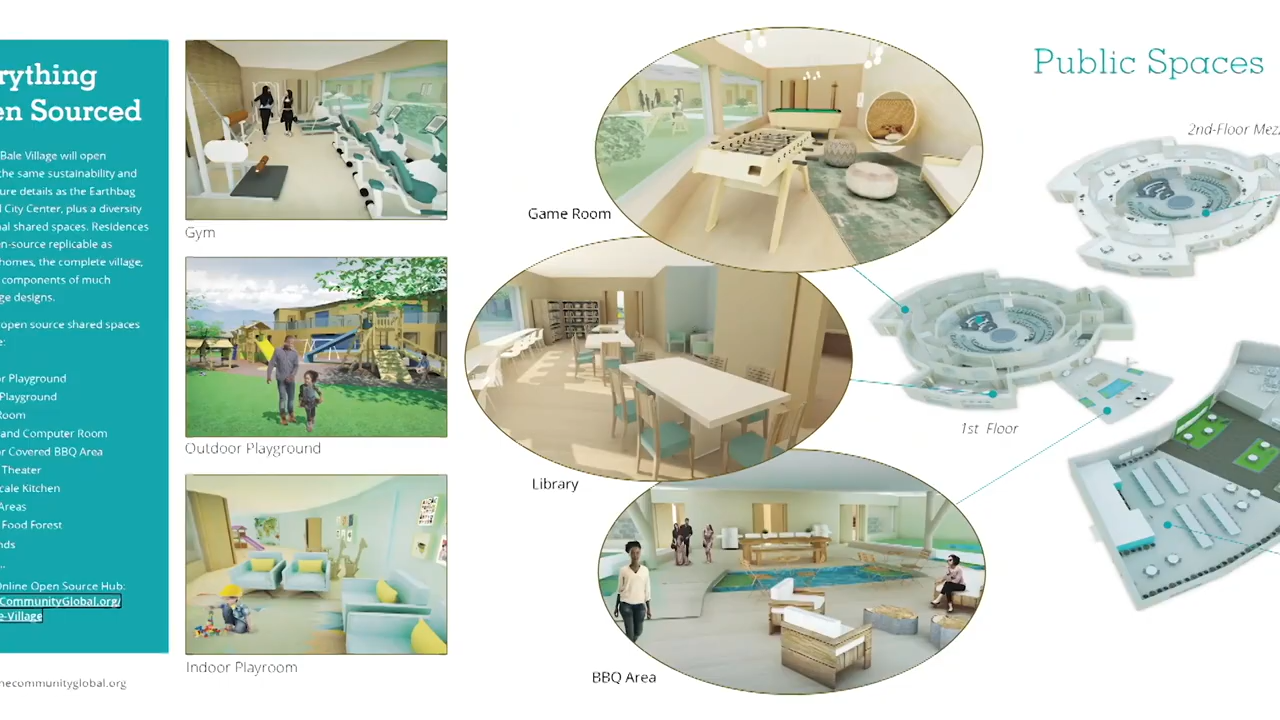 rything
en Sourced
Bale Village will open
the same sustainability and
ure details as the Earthbag
l City Center, plus a diversity
al shared spaces. Residences
n-source replicable as
homes, the complete village,
components of much
ge designs.
open source shared spaces
e:
or Playground
Playground
Room
and Computer Room
or Covered BBQ Area
Theater
cale Kitchen
Areas
Food Forest
nds
..
Online Open Source Hub:
CommunityGlobal.org/
e-Village
necommunityglobal.org
Gym
Outdoor Playground
Indoor Playroom
Game Room
Library
BBQ Area
Public Spaces
2nd-Floor Mezz
1st Floor